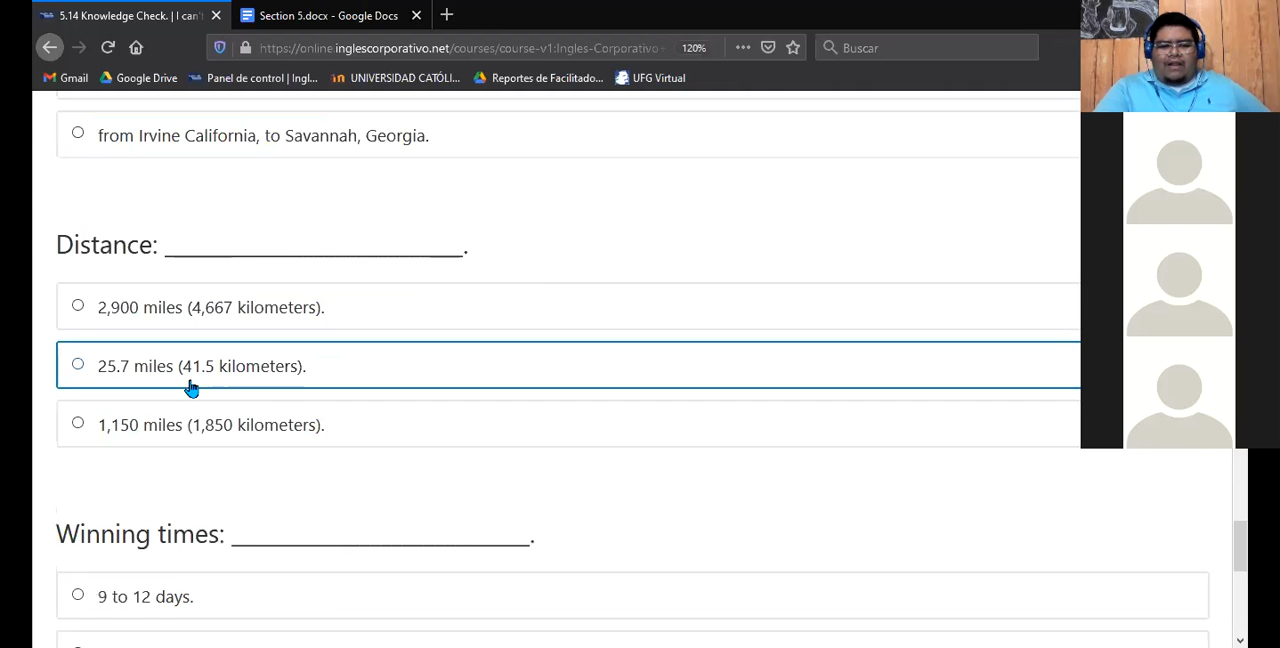 5.14 Knowledge Check. | I can't
Section 5.docx - Google Docs
https://online.inglescorporativo.net/courses/course-v1:Ingles-Corporativo+
120%
Buscar
Gmail
Google Drive
Panel de control | Ingl...
UNIVERSIDAD CATÓLI...
Reportes de Facilitado...
UFG Virtual
from Irvine California, to Savannah, Georgia.
Distance: ________________________.
2,900 miles (4,667 kilometers).
25.7 miles (41.5 kilometers).
1,150 miles (1,850 kilometers).
Winning times: ________________________.
9 to 12 days.